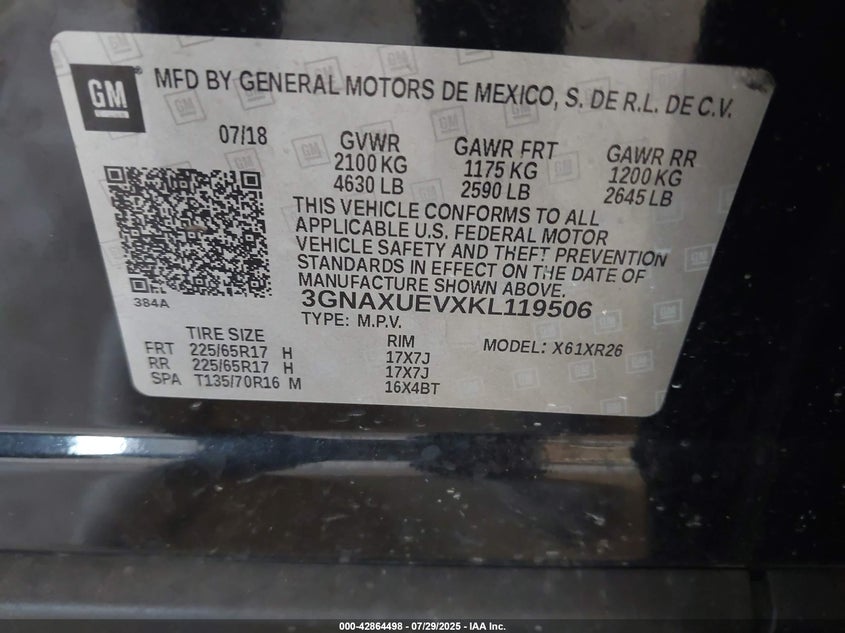 GM
MFD BY GENERAL MOTORS DE MEXICO, S. DE R.L. DE C.V.
07/18
GVWR
2100 KG
4630 LB
GAWR FRT
1175 KG
2590 LB
GAWR RR
1200 KG
2645 LB
THIS VEHICLE CONFORMS TO ALL
APPLICABLE U.S. FEDERAL MOTOR
VEHICLE SAFETY AND THEFT PREVENTION
STANDARDS IN EFFECT ON THE DATE OF
MANUFACTURE SHOWN ABOVE.
384A
3GNAXUEVXKL119506
TYPE: M.P.V.
MODEL: X61XR26
TIRE SIZE RIM
FRT 225/65R17 H 17X7J
RR 225/65R17 H 17X7J
SPA T135/70R16 M 16X4BT
000-42864498 - 07/29/2025 - IAA Inc.